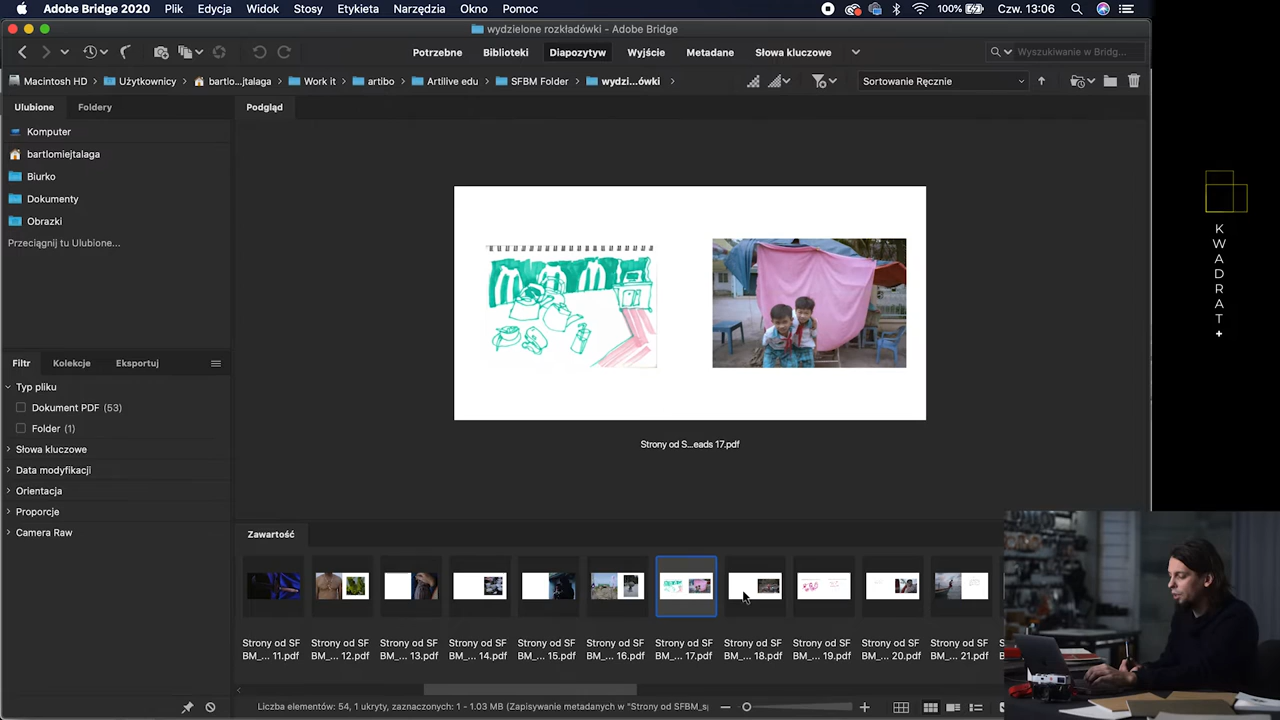 Adobe Bridge 2020 Plik Edycja Widok Stosy Etykieta Narzędzia Okno Pomoc 100% Czw. 13:06
wydzielone rozkładówki - Adobe Bridge
Potrzebne Biblioteki Diapozytyw Wyjście Metadane Słowa kluczowe Wyszukiwanie w Bridg...
Macintosh HD Użytkownicy bartlo...jtalaga Work it artibo Artilive edu SFBM Folder wydzi...ówki Sortowanie Ręcznie
Ulubione Foldery Podgląd
Komputer
bartlomiejtalaga
Biurko
Dokumenty
Obrazki
Przeciągnij tu Ulubione...
Strony od S...eads 17.pdf
Filtr Kolekcje Eksportuj
Typ pliku
Dokument PDF (53)
Folder (1)
Słowa kluczowe
Data modyfikacji
Orientacja
Proporcje
Camera Raw
Zawartość
Strony od SF
BM_... 11.pdf
Strony od SF
BM_... 12.pdf
Strony od SF
BM_... 13.pdf
Strony od SF
BM_... 14.pdf
Strony od SF
BM_... 15.pdf
Strony od SF
BM_... 16.pdf
Strony od SF
BM_... 17.pdf
Strony od SF
BM_... 18.pdf
Strony od SF
BM_... 19.pdf
Strony od SF
BM_... 20.pdf
Strony od SF
BM_... 21.pdf
Liczba elementów: 54, 1 ukryty, zaznaczonych: 1 - 1.03 MB (Zapisywanie metadanych w "Strony od SFBM_s
KWADRAT+